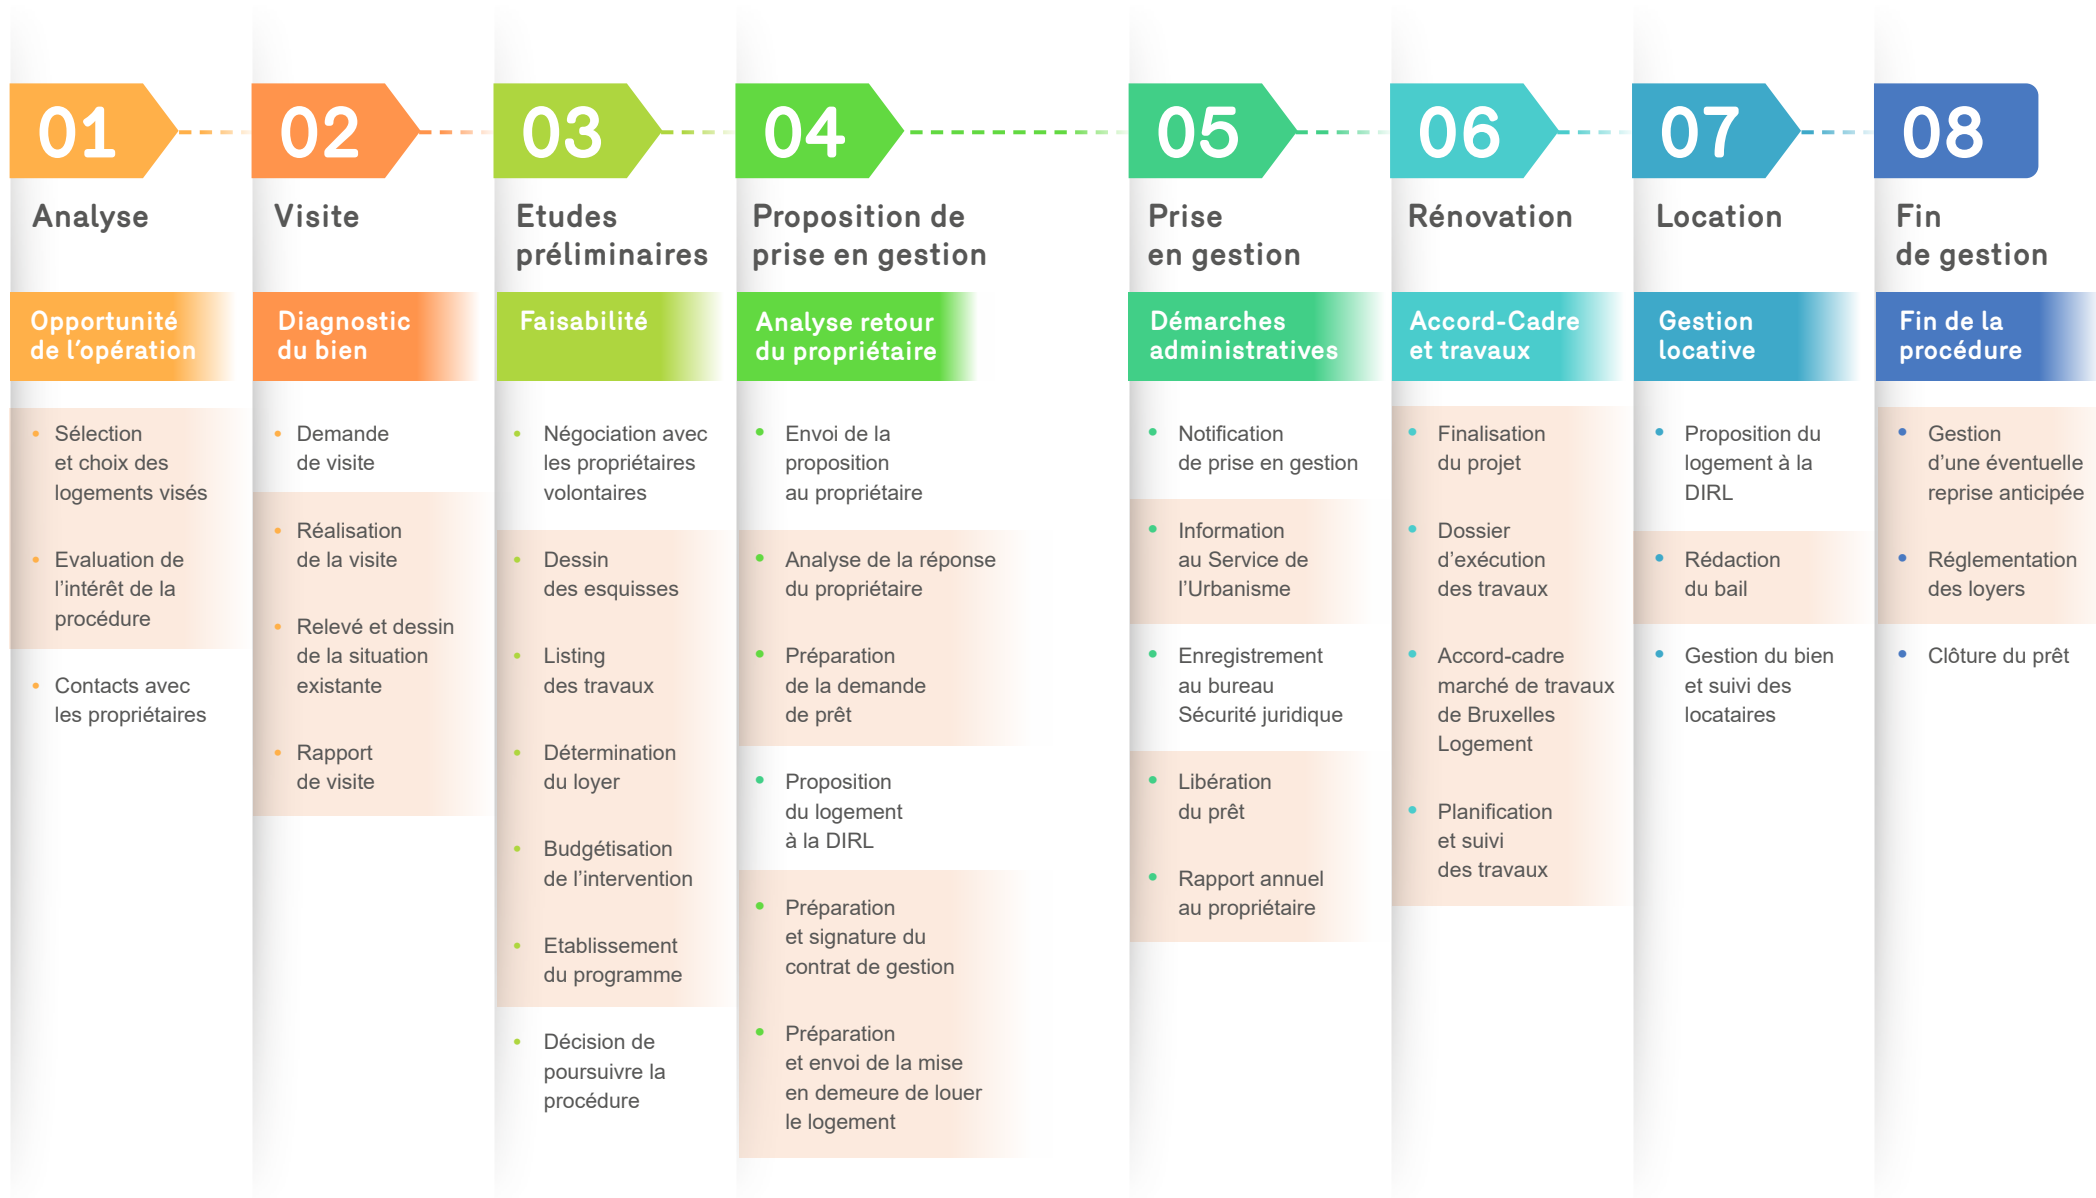 01
Analyse
Opportunité
de l'opération
• Sélection
et choix des
logements visés
• Evaluation de
l'intérêt de la
procédure
• Contacts avec
les propriétaires
02
Visite
Diagnostic
du bien
• Demande
de visite
• Réalisation
de la visite
• Relevé et dessin
de la situation
existante
• Rapport
de visite
03
Etudes
préliminaires
Faisabilité
• Négociation avec
les propriétaires
volontaires
• Dessin
des esquisses
• Listing
des travaux
• Détermination
du loyer
• Budgétisation
de l'intervention
• Etablissement
du programme
• Décision de
poursuivre la
procédure
04
Proposition de
prise en gestion
Analyse retour
du propriétaire
• Envoi de la
proposition
au propriétaire
• Analyse de la réponse
du propriétaire
• Préparation
de la demande
de prêt
• Proposition
du logement
à la DIRL
• Préparation
et signature du
contrat de gestion
• Préparation
et envoi de la mise
en demeure de louer
le logement
05
Prise
en gestion
Démarches
administratives
• Notification
de prise en gestion
• Information
au Service de
l'Urbanisme
• Enregistrement
au bureau
Sécurité juridique
• Libération
du prêt
• Rapport annuel
au propriétaire
06
Rénovation
Accord-Cadre
et travaux
• Finalisation
du projet
• Dossier
d'exécution
des travaux
• Accord-cadre
marché de travaux
de Bruxelles
Logement
• Planification
et suivi
des travaux
07
Location
Gestion
locative
• Proposition du
logement à la
DIRL
• Rédaction
du bail
• Gestion du bien
et suivi des
locataires
08
Fin
de gestion
Fin de la
procédure
• Gestion
d'une éventuelle
reprise anticipée
• Réglementation
des loyers
• Clôture du prêt